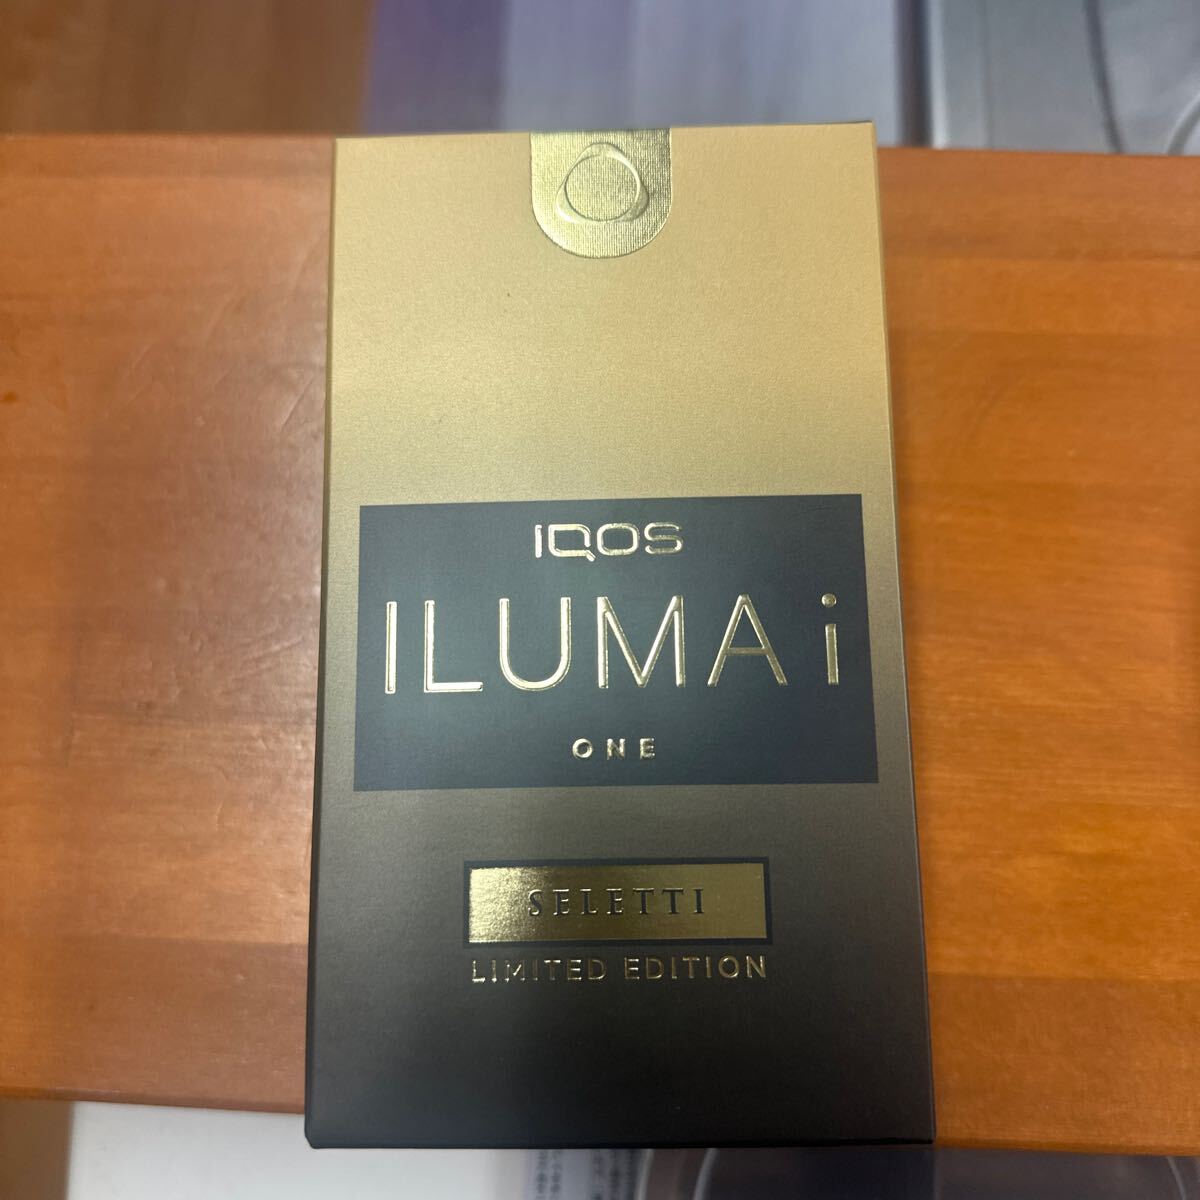 IQOS
ILUMA i
ONE
SELETTI
LIMITED EDITION